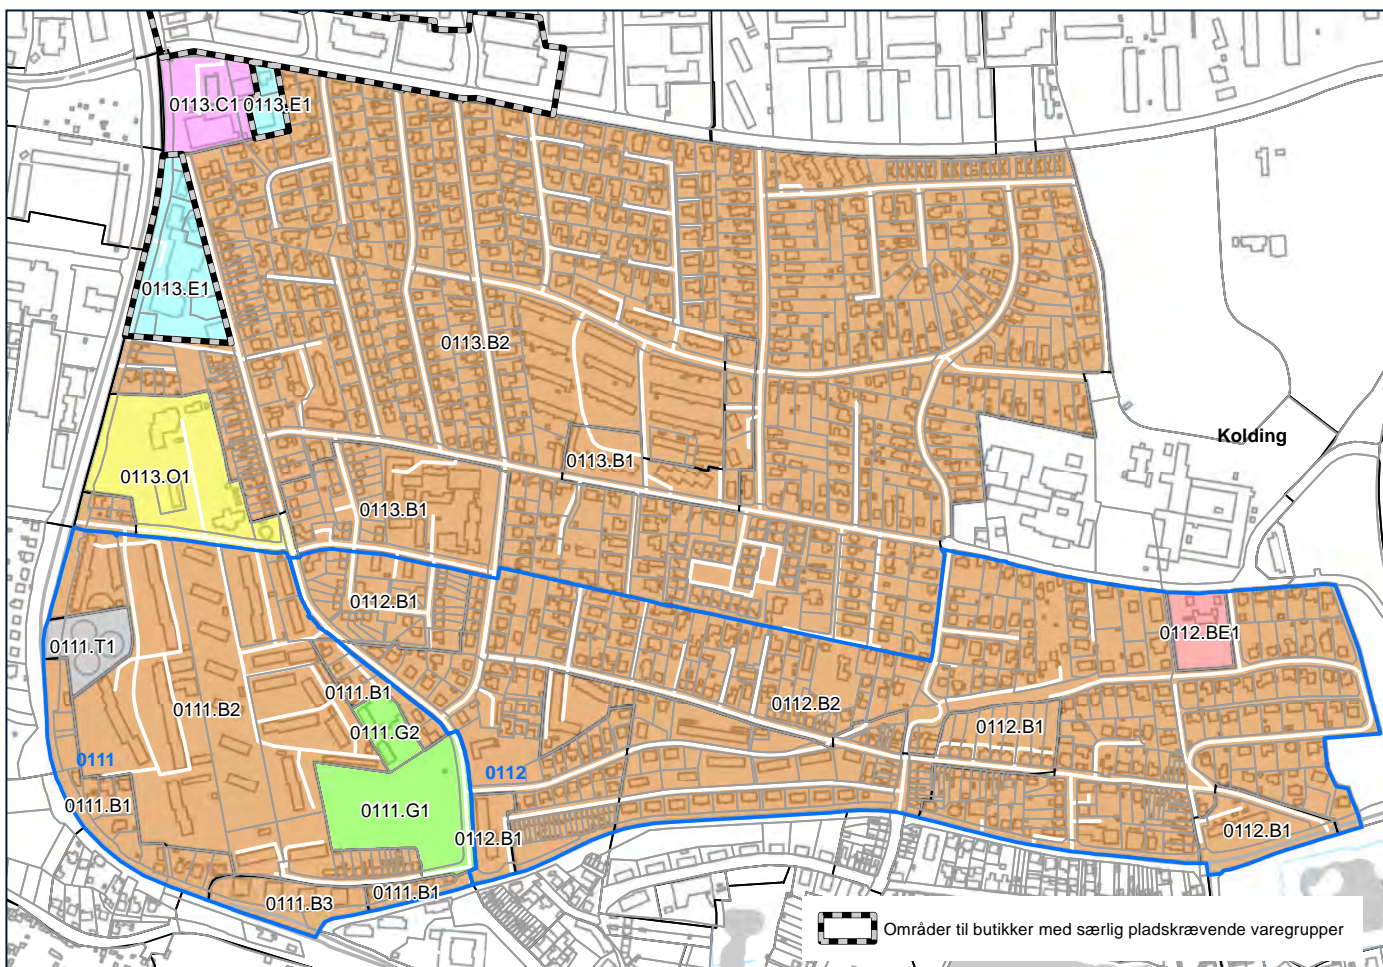 0113.C1
0113.E1
0113.E1
0113.B2
Kolding
0113.B1
0113.O1
0113.B1
0112.B1
0112.BE1
0111.T1
0111.B1
0111.B2
0112.B2
0112.B1
0111.G2
0111
0112
0111.B1
0111.G1
0112.B1
0112.B1
0111.B1
0111.B3
Områder til butikker med særlig pladskrævende varegrupper